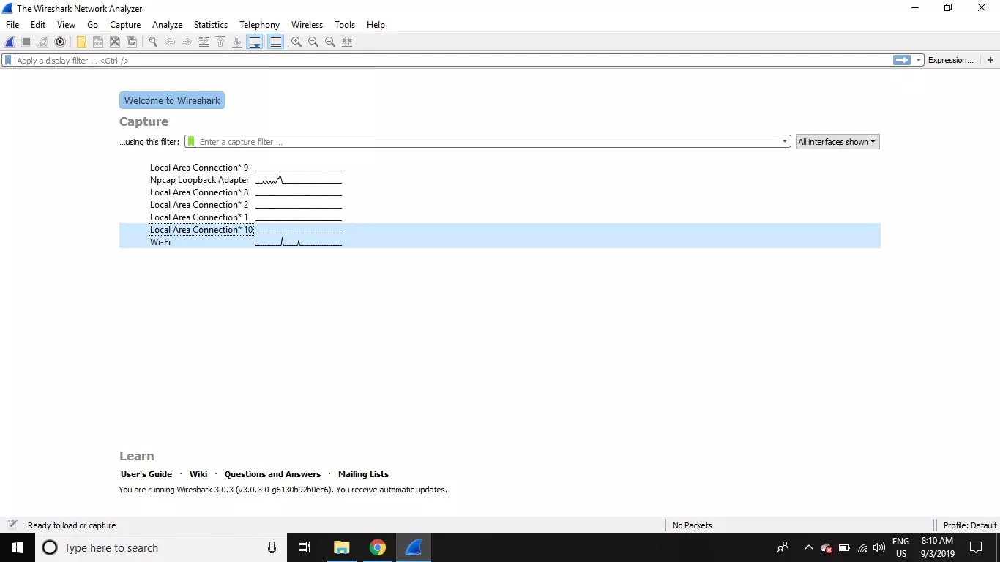 The Wireshark Network Analyzer
File Edit View Go Capture Analyze Statistics Telephony Wireless Tools Help
Apply a display filter ... <Ctrl-/> Expression... +
Welcome to Wireshark
Capture
...using this filter: Enter a capture filter ... All interfaces shown
Local Area Connection* 9
Npcap Loopback Adapter
Local Area Connection* 8
Local Area Connection* 2
Local Area Connection* 1
Local Area Connection* 10
Wi-Fi
Learn
User's Guide · Wiki · Questions and Answers · Mailing Lists
You are running Wireshark 3.0.3 (v3.0.3-0-g6130b92b0ec6). You receive automatic updates.
Ready to load or capture No Packets Profile: Default
Type here to search ENG 8:10 AM
US 9/3/2019